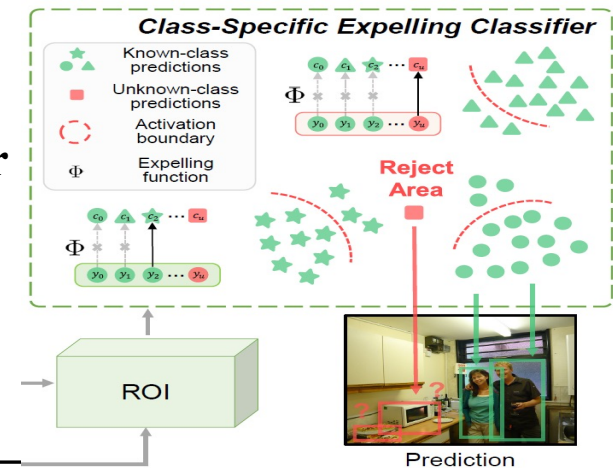 Class-Specific Expelling Classifier
Known-class
predictions
Unknown-class
predictions
Activation
boundary
Φ Expelling
function
c₀ c₁ c₂ ··· cᵤ
Φ
y₀ y₁ y₂ ··· yᵤ
Reject
Area
c₀ c₁ c₂ ··· cᵤ
Φ
y₀ y₁ y₂ ··· yᵤ
r
ROI
? ?
Prediction